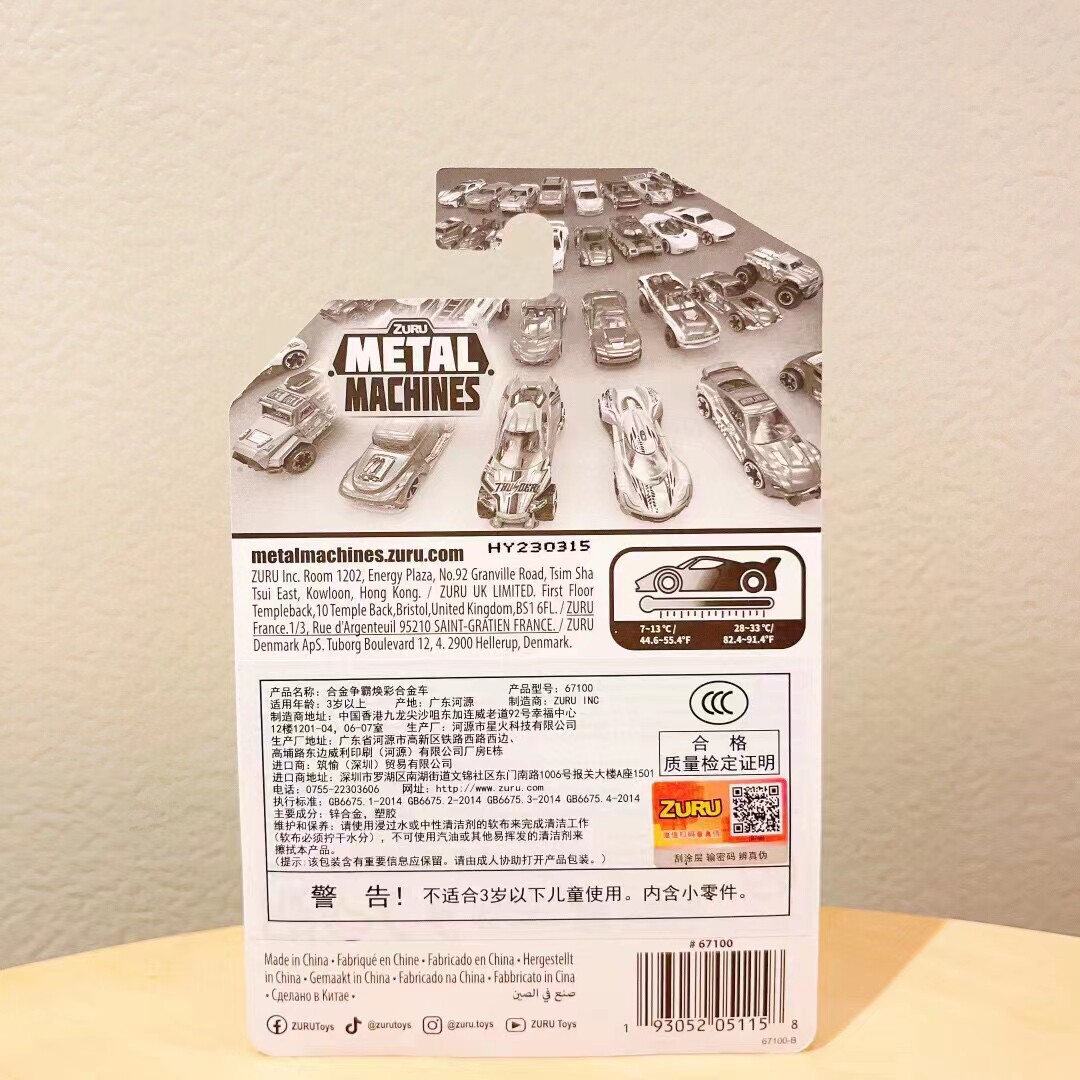 ZURU
METAL
MACHINES
THUNDER
metalmachines.zuru.com
HY230315
ZURU Inc. Room 1202, Energy Plaza, No.92 Granville Road, Tsim Sha
Tsui East, Kowloon, Hong Kong. / ZURU UK LIMITED. First Floor
Templeback,10 Temple Back,Bristol,United Kingdom,BS1 6FL. / ZURU
France.1/3, Rue d'Argenteuil 95210 SAINT-GRATIEN FRANCE. / ZURU
Denmark ApS. Tuborg Boulevard 12, 4. 2900 Hellerup, Denmark.
7~13℃/ 28~33℃/
44.6~55.4°F 82.4~91.4°F
产品名称：合金争霸焕彩合金车 产品型号：67100
适用年龄：3岁以上 产地：广东河源 制造商：ZURU INC
制造商地址：中国香港九龙尖沙咀东加连威老道92号幸福中心
12楼1201-04，06-07室 生产厂：河源市星火科技有限公司
生产厂地址：广东省河源市高新区铁路西路西边、
高埔路东边威利印刷（河源）有限公司厂房E栋
进口商：筑愉（深圳）贸易有限公司
进口商地址：深圳市罗湖区南湖街道文锦社区东门南路1006号报关大楼A座1501
电话：0755-22303606 网址：http://www.zuru.com
执行标准：GB6675.1-2014 GB6675.2-2014 GB6675.3-2014 GB6675.4-2014
主要成分：锌合金，塑胶
维护和保养：请使用浸过水或中性清洁剂的软布来完成清洁工作
（软布必须拧干水分），不可使用汽油或其他易挥发的清洁剂来
擦拭本产品。
（提示：该包装含有重要信息应保留。请由成人协助打开产品包装。）
CCC
合 格
质量检定证明
ZURU
微信扫码量真伪
刮涂层 输密码 辨真伪
警 告！ 不适合3岁以下儿童使用。内含小零件。
Made in China • Fabriqué en Chine • Fabricado en China • Hergestellt
in China • Gemaakt in China • Fabricado na China • Fabbricato in Cina
• Сделано в Китае • صنع في الصين
ZURUToys @zurutoys @zuru.toys ZURU Toys
# 67100
1 93052 05115 8
67100-B